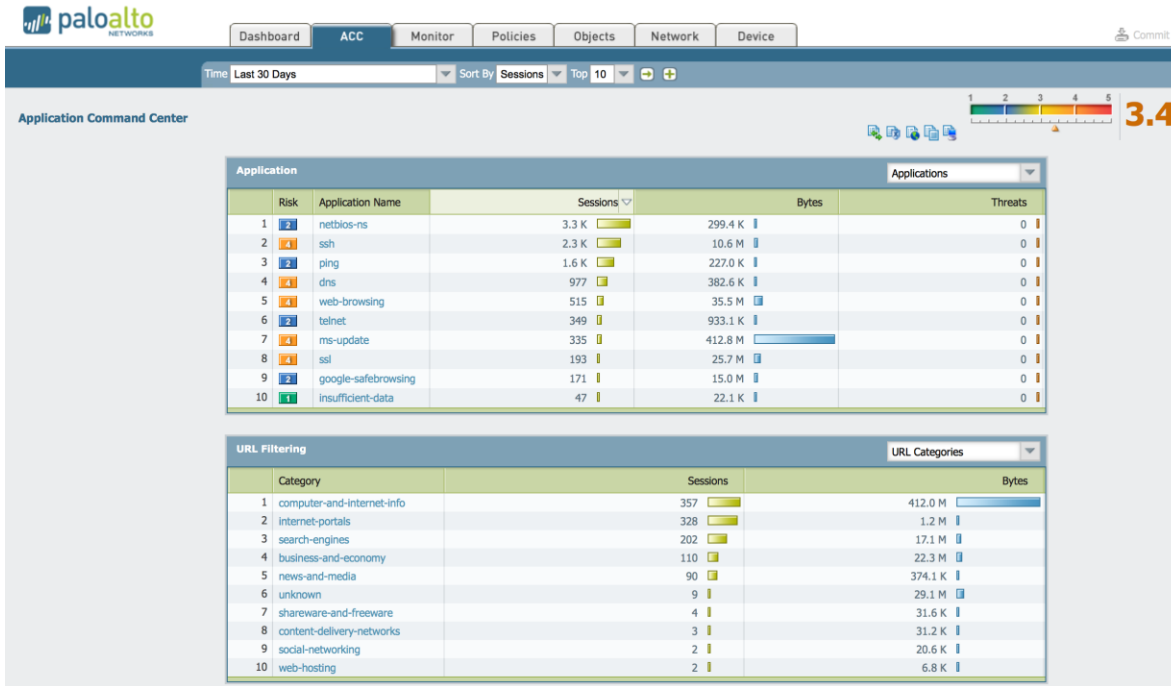 paloalto
NETWORKS
Dashboard ACC Monitor Policies Objects Network Device Commit
Time Last 30 Days Sort By Sessions Top 10
Application Command Center
1 2 3 4 5
3.4
Application Applications
Risk Application Name Sessions Bytes Threats
1 2 netbios-ns 3.3 K 299.4 K 0
2 4 ssh 2.3 K 10.6 M 0
3 2 ping 1.6 K 227.0 K 0
4 4 dns 977 382.6 K 0
5 4 web-browsing 515 35.5 M 0
6 2 telnet 349 933.1 K 0
7 4 ms-update 335 412.8 M 0
8 4 ssl 193 25.7 M 0
9 2 google-safebrowsing 171 15.0 M 0
10 1 insufficient-data 47 22.1 K 0
URL Filtering URL Categories
Category Sessions Bytes
1 computer-and-internet-info 357 412.0 M
2 internet-portals 328 1.2 M
3 search-engines 202 17.1 M
4 business-and-economy 110 22.3 M
5 news-and-media 90 374.1 K
6 unknown 9 29.1 M
7 shareware-and-freeware 4 31.6 K
8 content-delivery-networks 3 31.2 K
9 social-networking 2 20.6 K
10 web-hosting 2 6.8 K